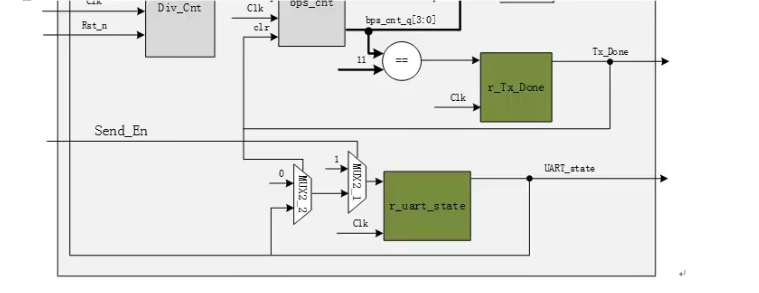 Clk
Div_Cnt
Rst_n
Clk
clr
bps_cnt
bps_cnt_q[3:0]
11
==
Tx_Done
r_Tx_Done
Clk
Send_En
0
MUX2_2
1
MUX2_1
r_uart_state
Clk
UART_state